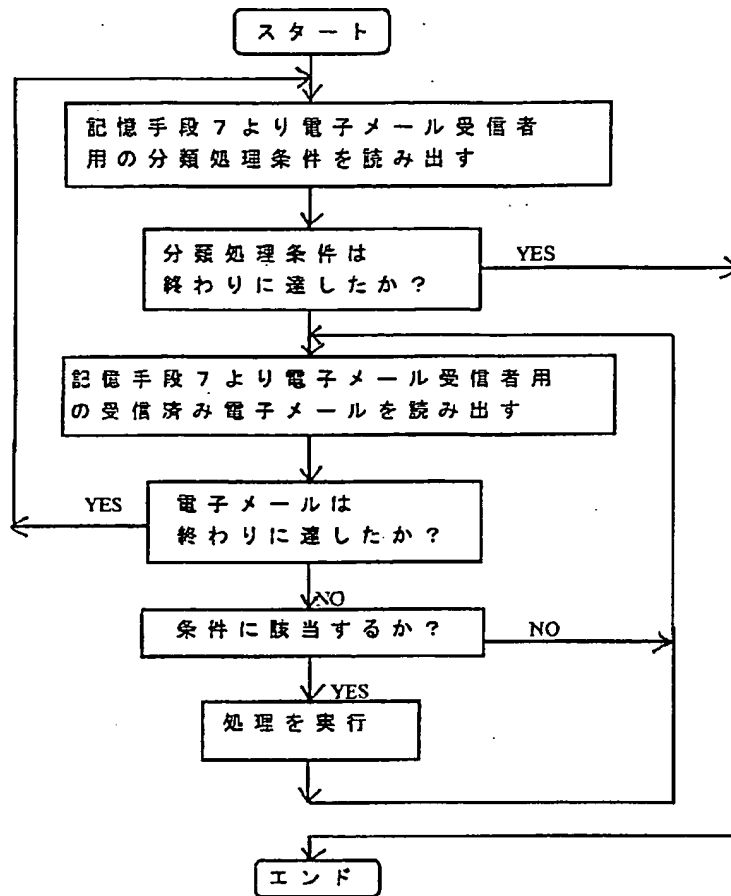 スタート
記憶手段7より電子メール受信者
用の分類処理条件を読み出す
分類処理条件は
終わりに達したか?
YES
記憶手段7より電子メール受信者用
の受信済み電子メールを読み出す
YES
電子メールは
終わりに達したか?
NO
条件に該当するか?
NO
YES
処理を実行
エンド